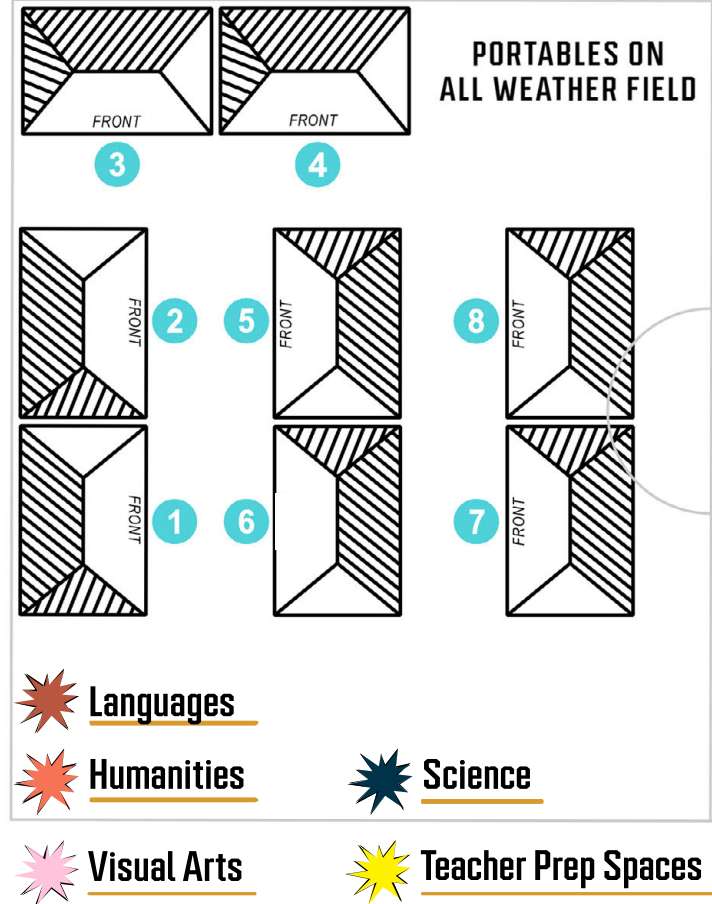 PORTABLES ON
ALL WEATHER FIELD
FRONT
FRONT
3
4
FRONT
2
5
FRONT
8
FRONT
FRONT
1
6
7
FRONT
Languages
Humanities
Science
Visual Arts
Teacher Prep Spaces